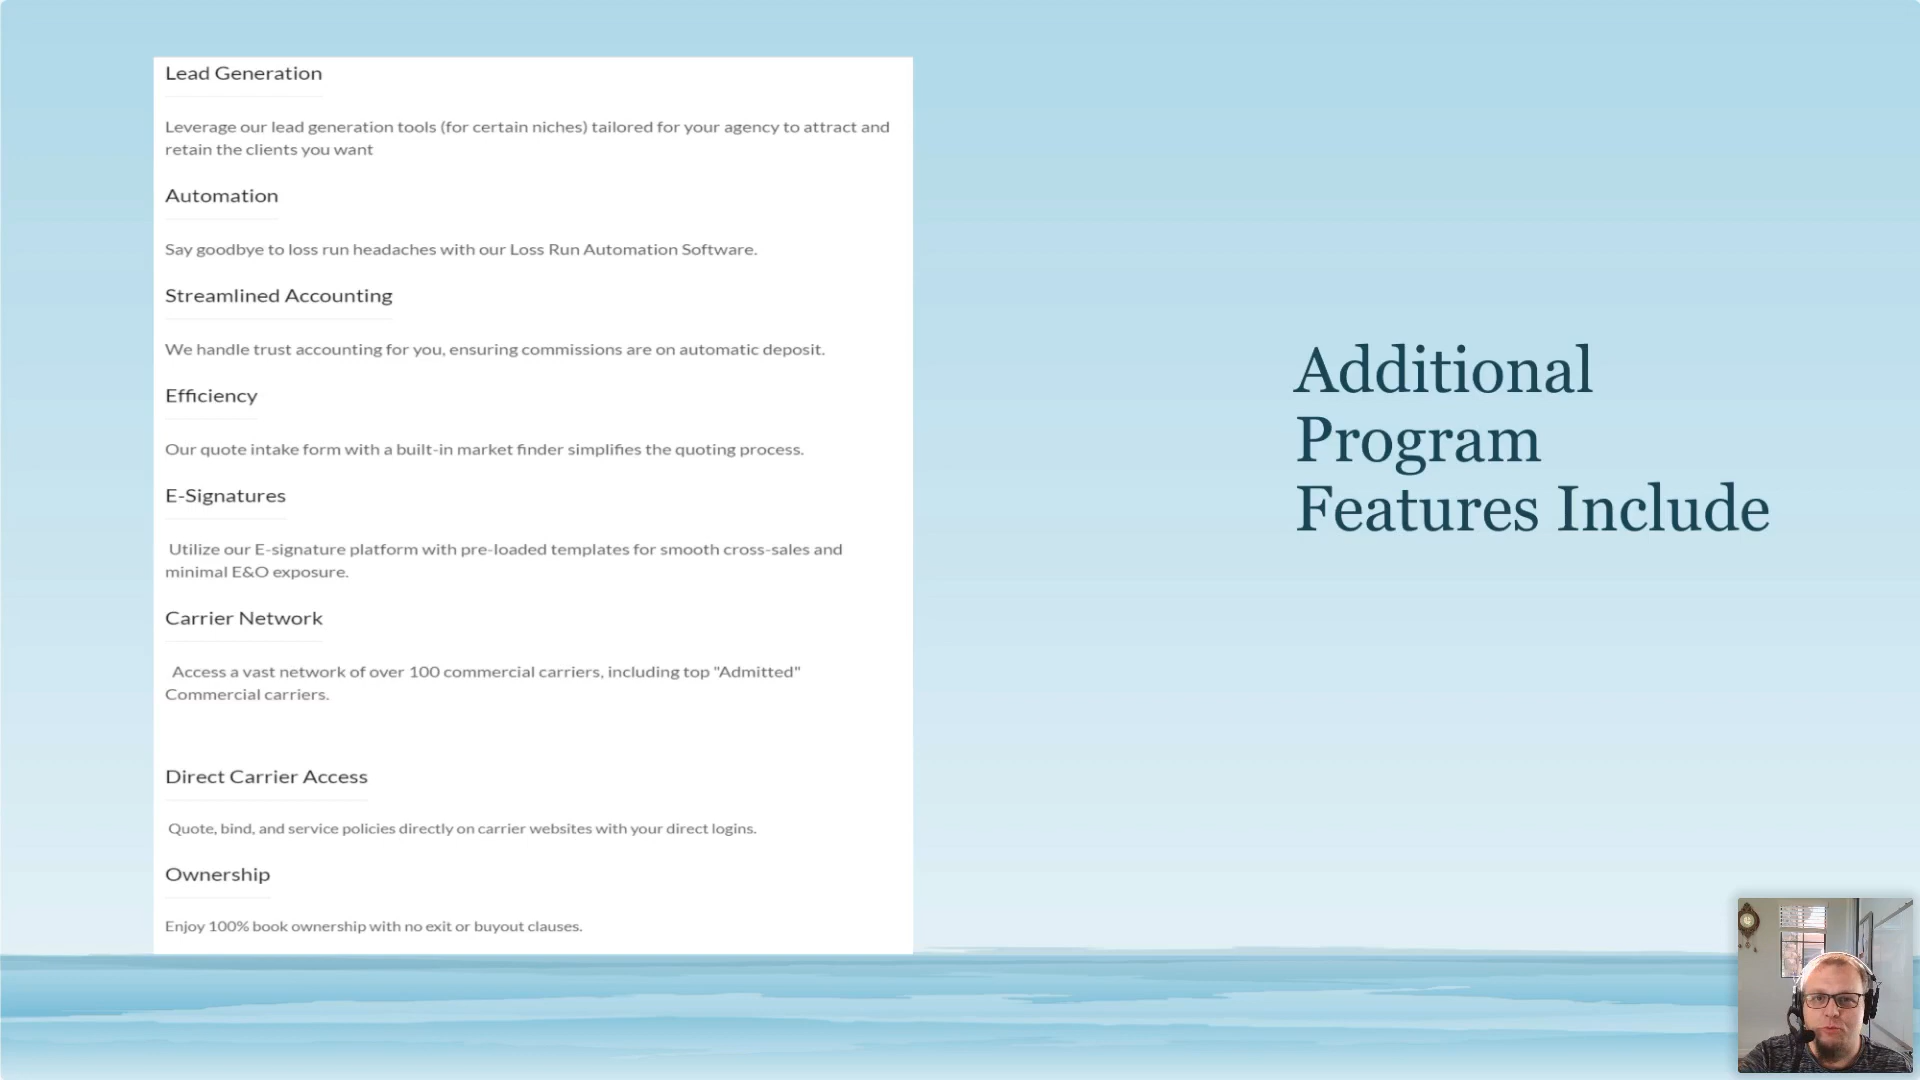 Lead Generation
Leverage our lead generation tools (for certain niches) tailored for your agency to attract and
retain the clients you want
Automation
Say goodbye to loss run headaches with our Loss Run Automation Software.
Streamlined Accounting
We handle trust accounting for you, ensuring commissions are on automatic deposit.
Efficiency
Our quote intake form with a built-in market finder simplifies the quoting process.
E-Signatures
Utilize our E-signature platform with pre-loaded templates for smooth cross-sales and
minimal E&O exposure.
Carrier Network
Access a vast network of over 100 commercial carriers, including top "Admitted"
Commercial carriers.
Direct Carrier Access
Quote, bind, and service policies directly on carrier websites with your direct logins.
Ownership
Enjoy 100% book ownership with no exit or buyout clauses.
Additional
Program
Features Include